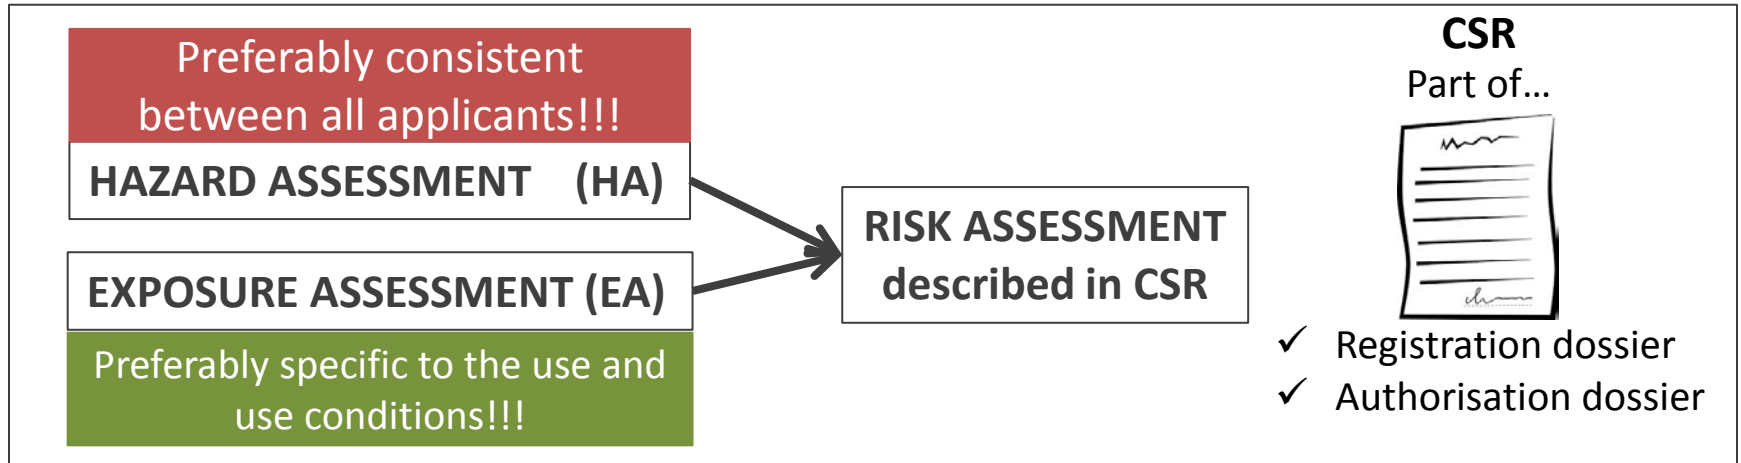 Preferably consistent
between all applicants!!!
HAZARD ASSESSMENT (HA)
EXPOSURE ASSESSMENT (EA)
Preferably specific to the use and
use conditions!!!
RISK ASSESSMENT
described in CSR
CSR
Part of...
✓ Registration dossier
✓ Authorisation dossier